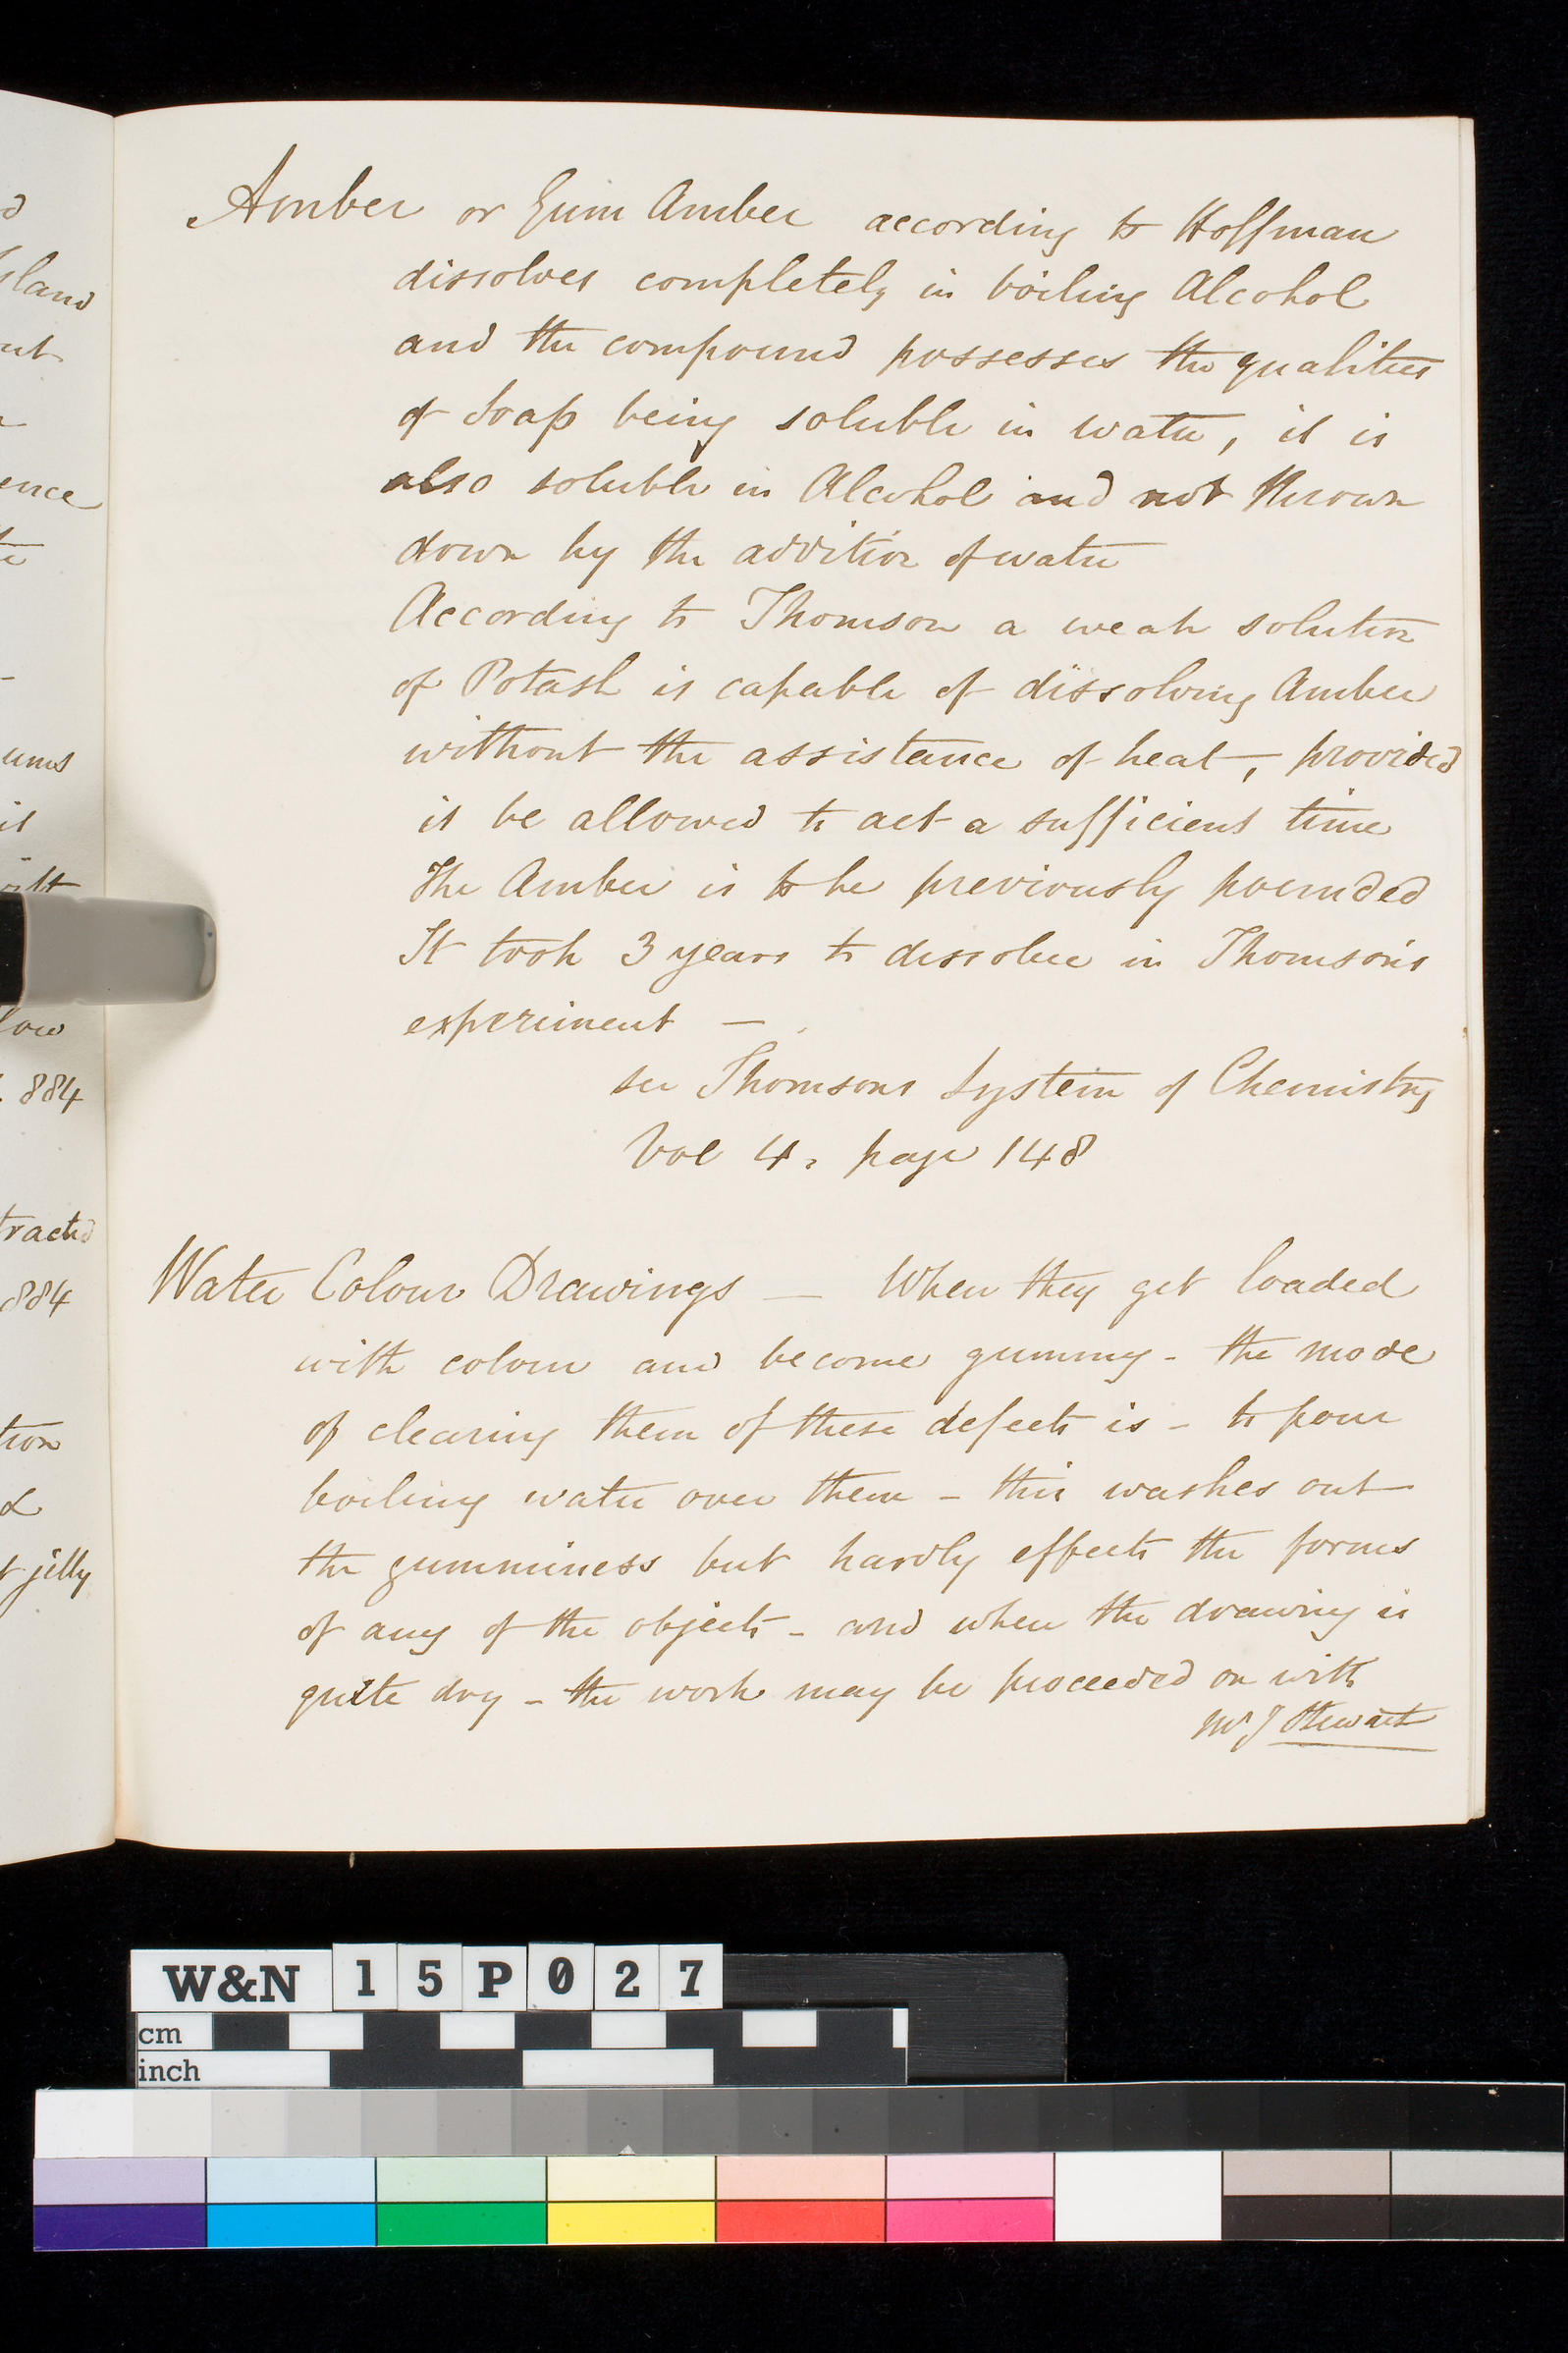 d
Island
out
ence
ums
it
with
low
884
tracted
884
tion
&
t jelly
Amber or Gum Amber according to Hoffman
dissolves completely in boiling Alcohol
and the compound possesses the qualities
of Soap being soluble in water, it is
also soluble in Alcohol and not thrown
down by the addition of water
According to Thomson a weak solution
of Potash is capable of dissolving Amber
without the assistance of heat, provided
it be allowed to act a sufficient time
The Amber is to be previously pounded
It took 3 years to dissolve in Thomson's
experiment —
see Thomsons System of Chemistry
Vol 4, page 148
Water Colour Drawings — When they get loaded
with colour and become gummy - the mode
of clearing them of these defects is - to pour
boiling water over them - this washes out
the gumminess but hardly effects the forms
of any of the objects - and when the drawing is
quite dry - the work may be proceeded on with
Mr J Stewart
W&N 15P027
cm
inch